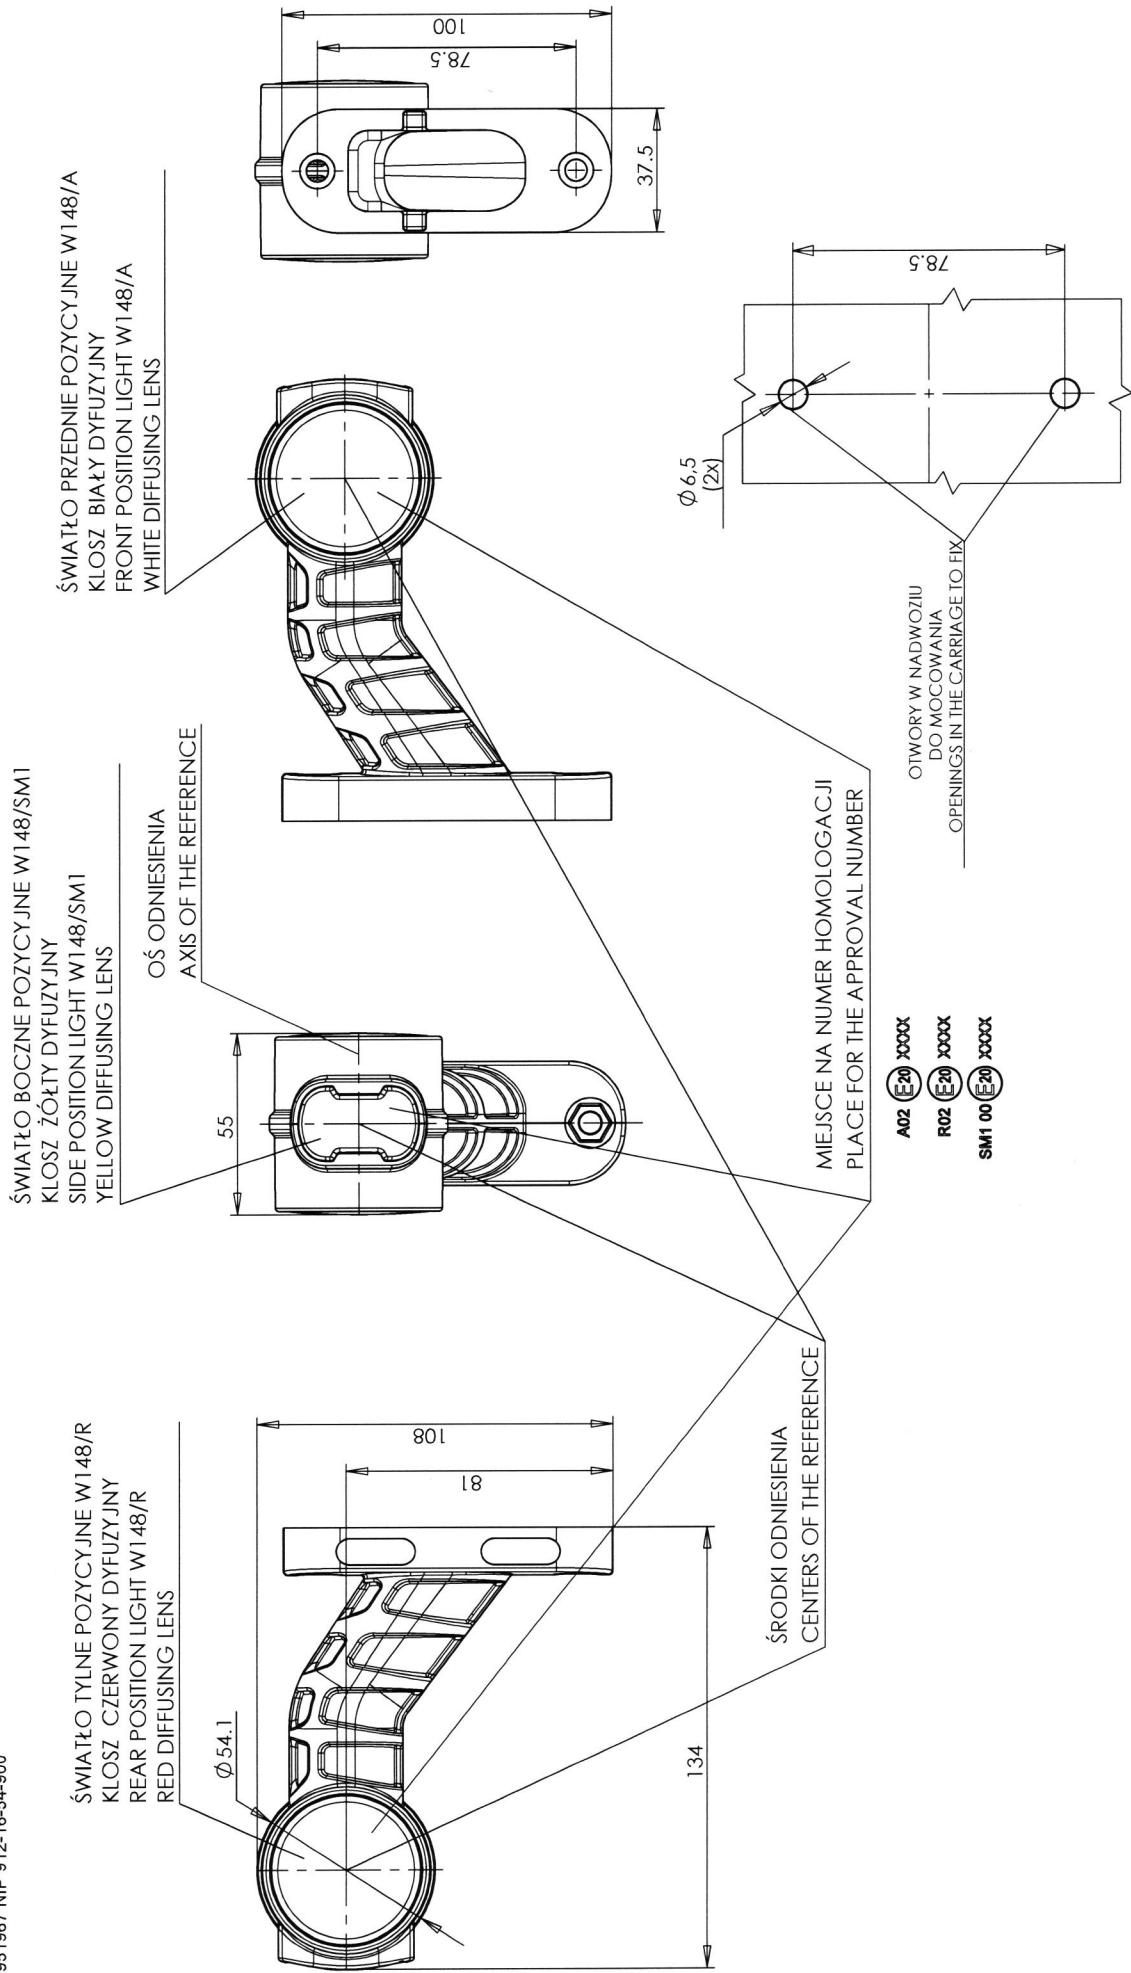 ŚWIATŁO TYLNE POZYCYJNE W148/R
KLOSZ CZERWONY DYFUZYJNY
REAR POSITION LIGHT W148/R
RED DIFFUSING LENS
Ø54.1
108
81
134
ŚWIATŁO BOCZNE POZYCYJNE W148/SM1
KLOSZ ŻÓŁTY DYFUZYJNY
SIDE POSITION LIGHT W148/SM1
YELLOW DIFFUSING LENS
55
OŚ ODNIESIENIA
AXIS OF THE REFERENCE
ŚWIATŁO PRZEDNIE POZYCYJNE W148/A
KLOSZ BIAŁY DYFUZYJNY
FRONT POSITION LIGHT W148/A
WHITE DIFFUSING LENS
100
78.5
37.5
ŚRODKI ODNIESIENIA
CENTERS OF THE REFERENCE
MIEJSCE NA NUMER HOMOLOGACJI
PLACE FOR THE APPROVAL NUMBER
A02 E20 XXXX
R02 E20 XXXX
SM1 00 E20 XXXX
Ø6,5
(2x)
78.5
OTWORY W NADWOZIU
DO MOCOWANIA
OPENINGS IN THE CARRIAGE TO FIX